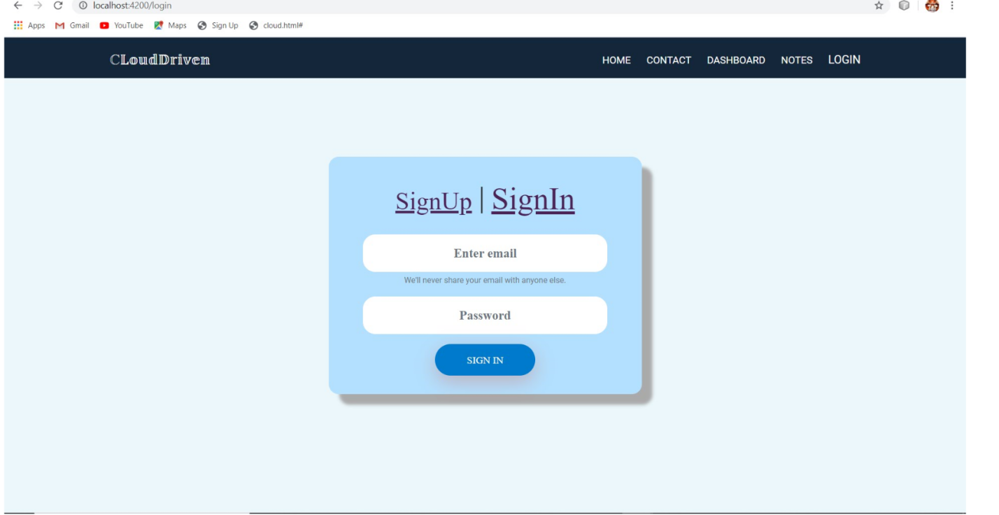 localhost:4200/login
Apps Gmail YouTube Maps Sign Up cloud.html#
CLoudDriven HOME CONTACT DASHBOARD NOTES LOGIN
SignUp | SignIn
Enter email
We'll never share your email with anyone else.
Password
SIGN IN